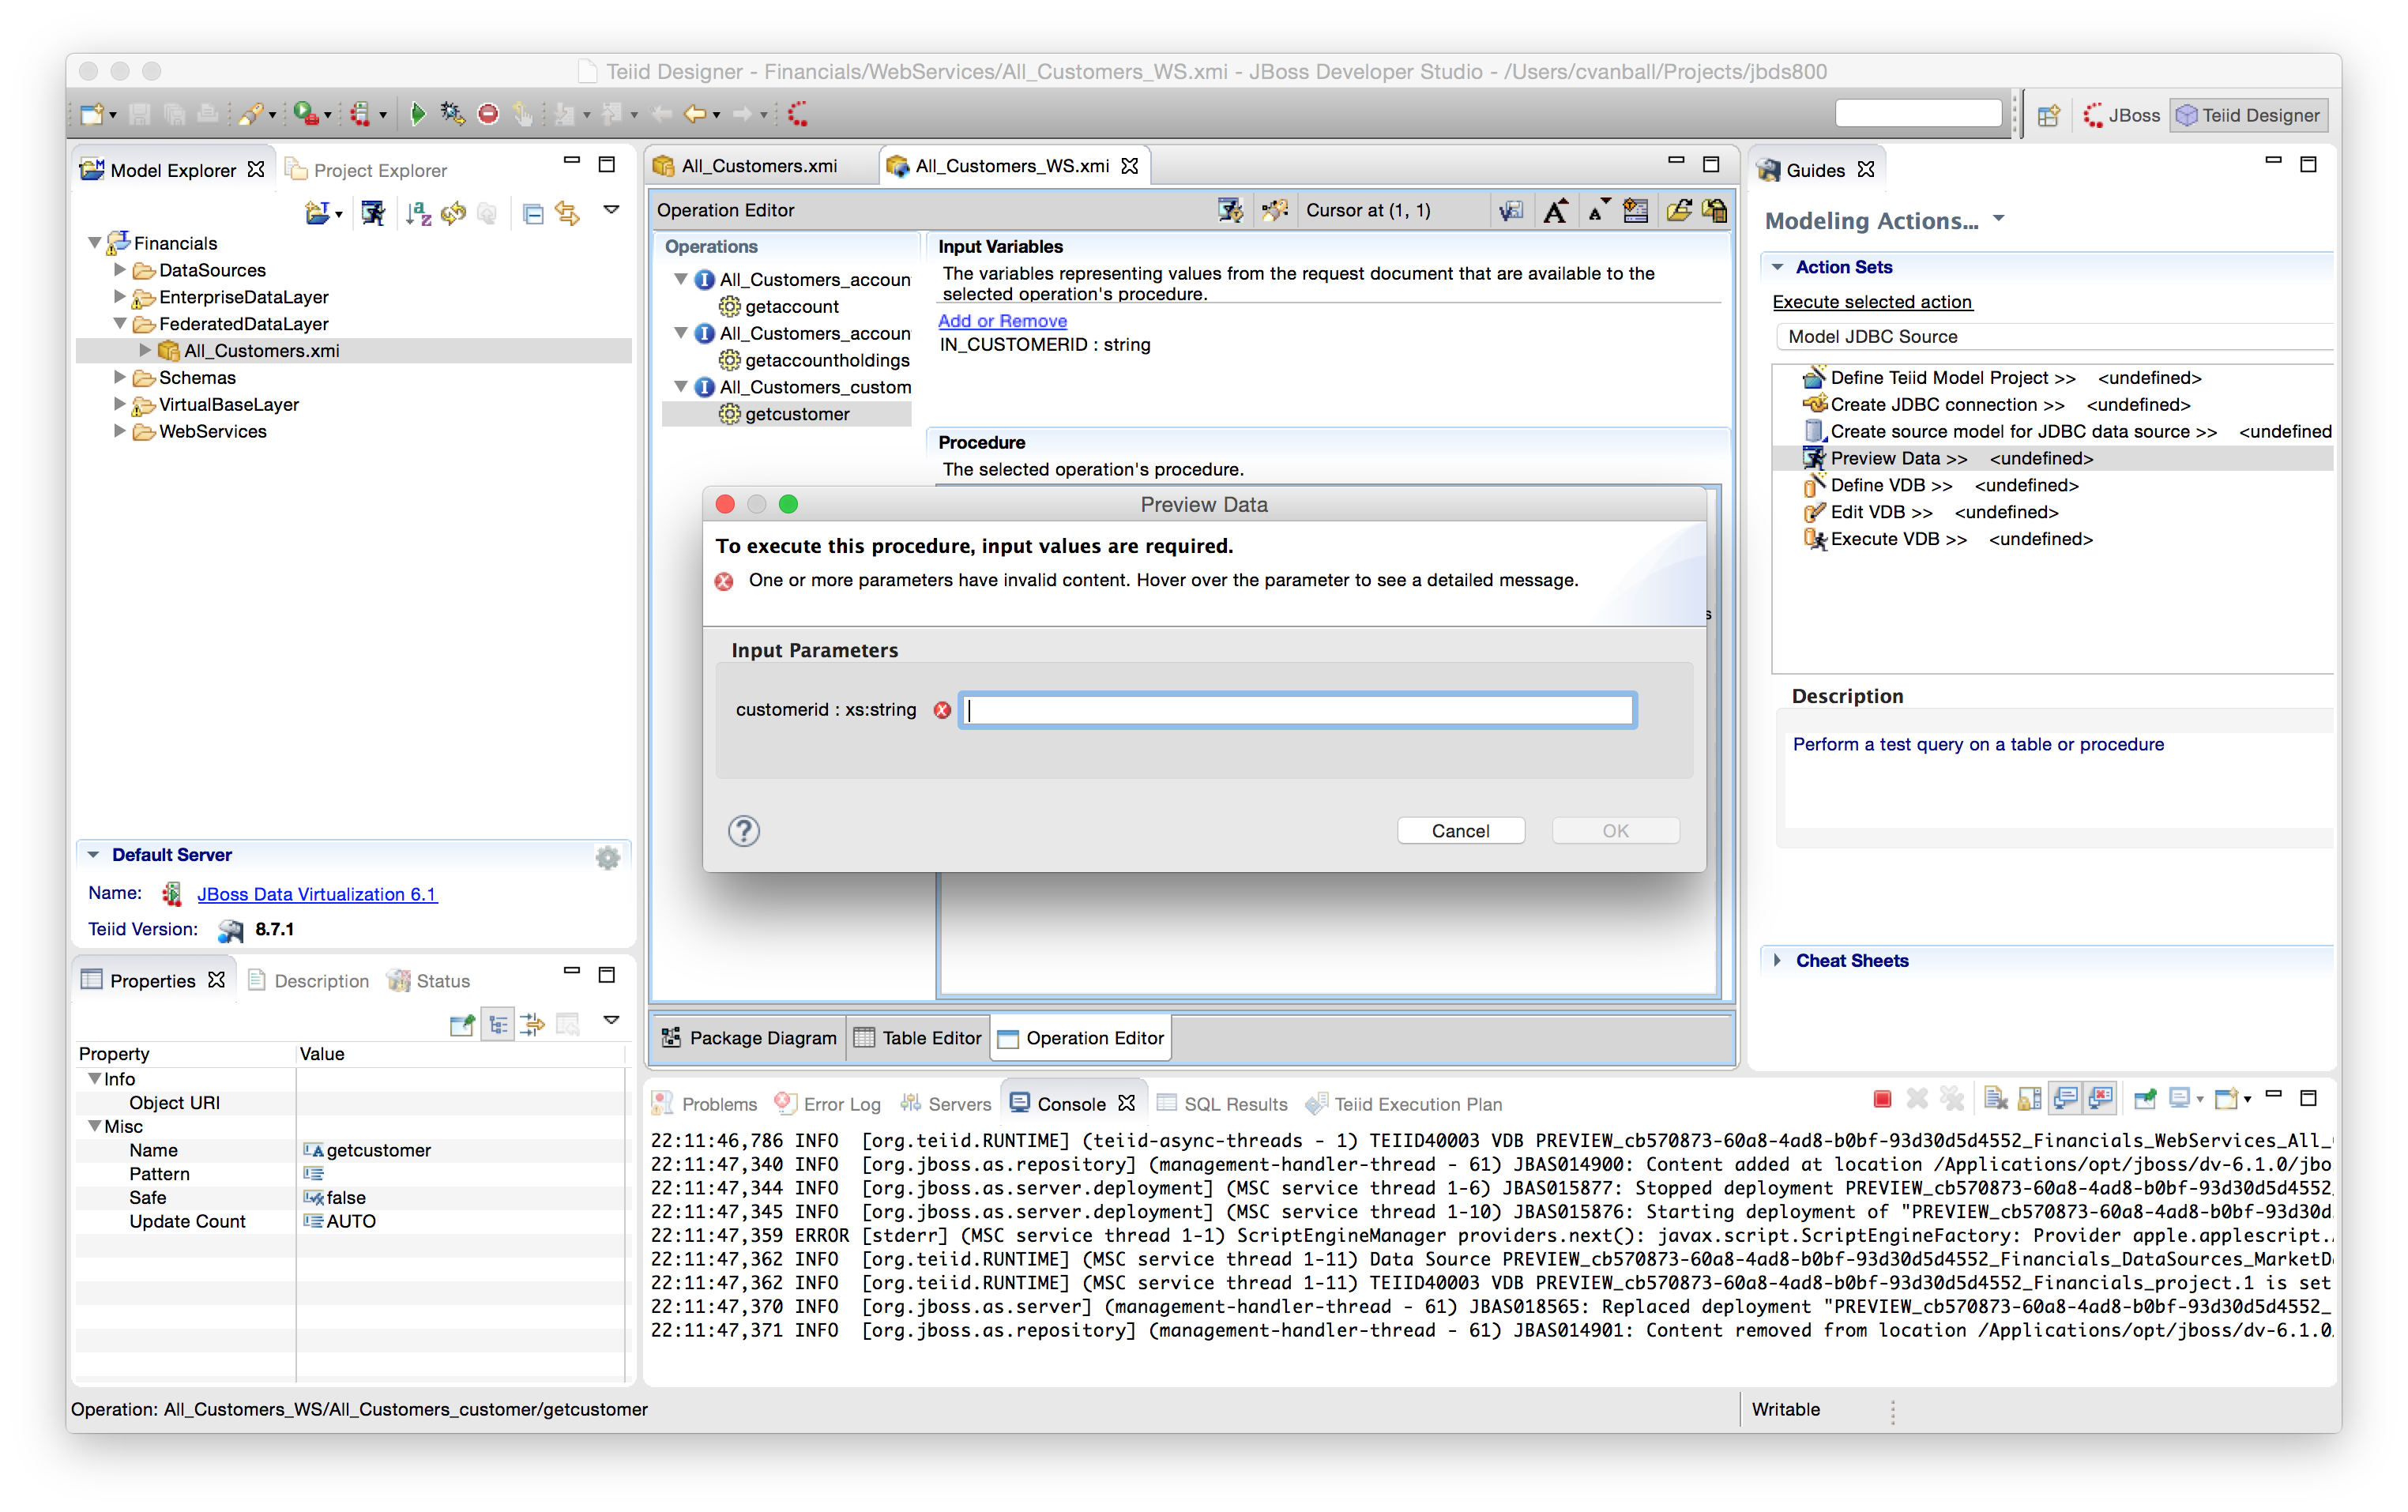 Teiid Designer - Financials/WebServices/All_Customers_WS.xmi - JBoss Developer Studio - /Users/cvanball/Projects/jbds800
JBoss
Teiid Designer
Model Explorer
Project Explorer
Financials
DataSources
EnterpriseDataLayer
FederatedDataLayer
All_Customers.xmi
Schemas
VirtualBaseLayer
WebServices
Default Server
Name: JBoss Data Virtualization 6.1
Teiid Version: 8.7.1
Properties
Description
Status
Property Value
Info
Object URI
Misc
Name getcustomer
Pattern
Safe false
Update Count AUTO
All_Customers.xmi
All_Customers_WS.xmi
Operation Editor
Cursor at (1, 1)
Operations
All_Customers_accoun
getaccount
All_Customers_accoun
getaccountholdings
All_Customers_custom
getcustomer
Input Variables
The variables representing values from the request document that are available to the
selected operation's procedure.
Add or Remove
IN_CUSTOMERID : string
Procedure
The selected operation's procedure.
Preview Data
To execute this procedure, input values are required.
One or more parameters have invalid content. Hover over the parameter to see a detailed message.
s
Input Parameters
customerid : xs:string
?
Cancel
OK
Package Diagram
Table Editor
Operation Editor
Guides
Modeling Actions...
Action Sets
Execute selected action
Model JDBC Source
Define Teiid Model Project >> <undefined>
Create JDBC connection >> <undefined>
Create source model for JDBC data source >> <undefined
Preview Data >> <undefined>
Define VDB >> <undefined>
Edit VDB >> <undefined>
Execute VDB >> <undefined>
Description
Perform a test query on a table or procedure
Cheat Sheets
Problems
Error Log
Servers
Console
SQL Results
Teiid Execution Plan
22:11:46,786 INFO [org.teiid.RUNTIME] (teiid-async-threads - 1) TEIID40003 VDB PREVIEW_cb570873-60a8-4ad8-b0bf-93d30d5d4552_Financials_WebServices_All_
22:11:47,340 INFO [org.jboss.as.repository] (management-handler-thread - 61) JBAS014900: Content added at location /Applications/opt/jboss/dv-6.1.0/jbo
22:11:47,344 INFO [org.jboss.as.server.deployment] (MSC service thread 1-6) JBAS015877: Stopped deployment PREVIEW_cb570873-60a8-4ad8-b0bf-93d30d5d4552
22:11:47,345 INFO [org.jboss.as.server.deployment] (MSC service thread 1-10) JBAS015876: Starting deployment of "PREVIEW_cb570873-60a8-4ad8-b0bf-93d30d
22:11:47,359 ERROR [stderr] (MSC service thread 1-1) ScriptEngineManager providers.next(): javax.script.ScriptEngineFactory: Provider apple.applescript.
22:11:47,362 INFO [org.teiid.RUNTIME] (MSC service thread 1-11) Data Source PREVIEW_cb570873-60a8-4ad8-b0bf-93d30d5d4552_Financials_DataSources_MarketD
22:11:47,362 INFO [org.teiid.RUNTIME] (MSC service thread 1-11) TEIID40003 VDB PREVIEW_cb570873-60a8-4ad8-b0bf-93d30d5d4552_Financials_project.1 is set
22:11:47,370 INFO [org.jboss.as.server] (management-handler-thread - 61) JBAS018565: Replaced deployment "PREVIEW_cb570873-60a8-4ad8-b0bf-93d30d5d4552_
22:11:47,371 INFO [org.jboss.as.repository] (management-handler-thread - 61) JBAS014901: Content removed from location /Applications/opt/jboss/dv-6.1.0
Operation: All_Customers_WS/All_Customers_customer/getcustomer
Writable